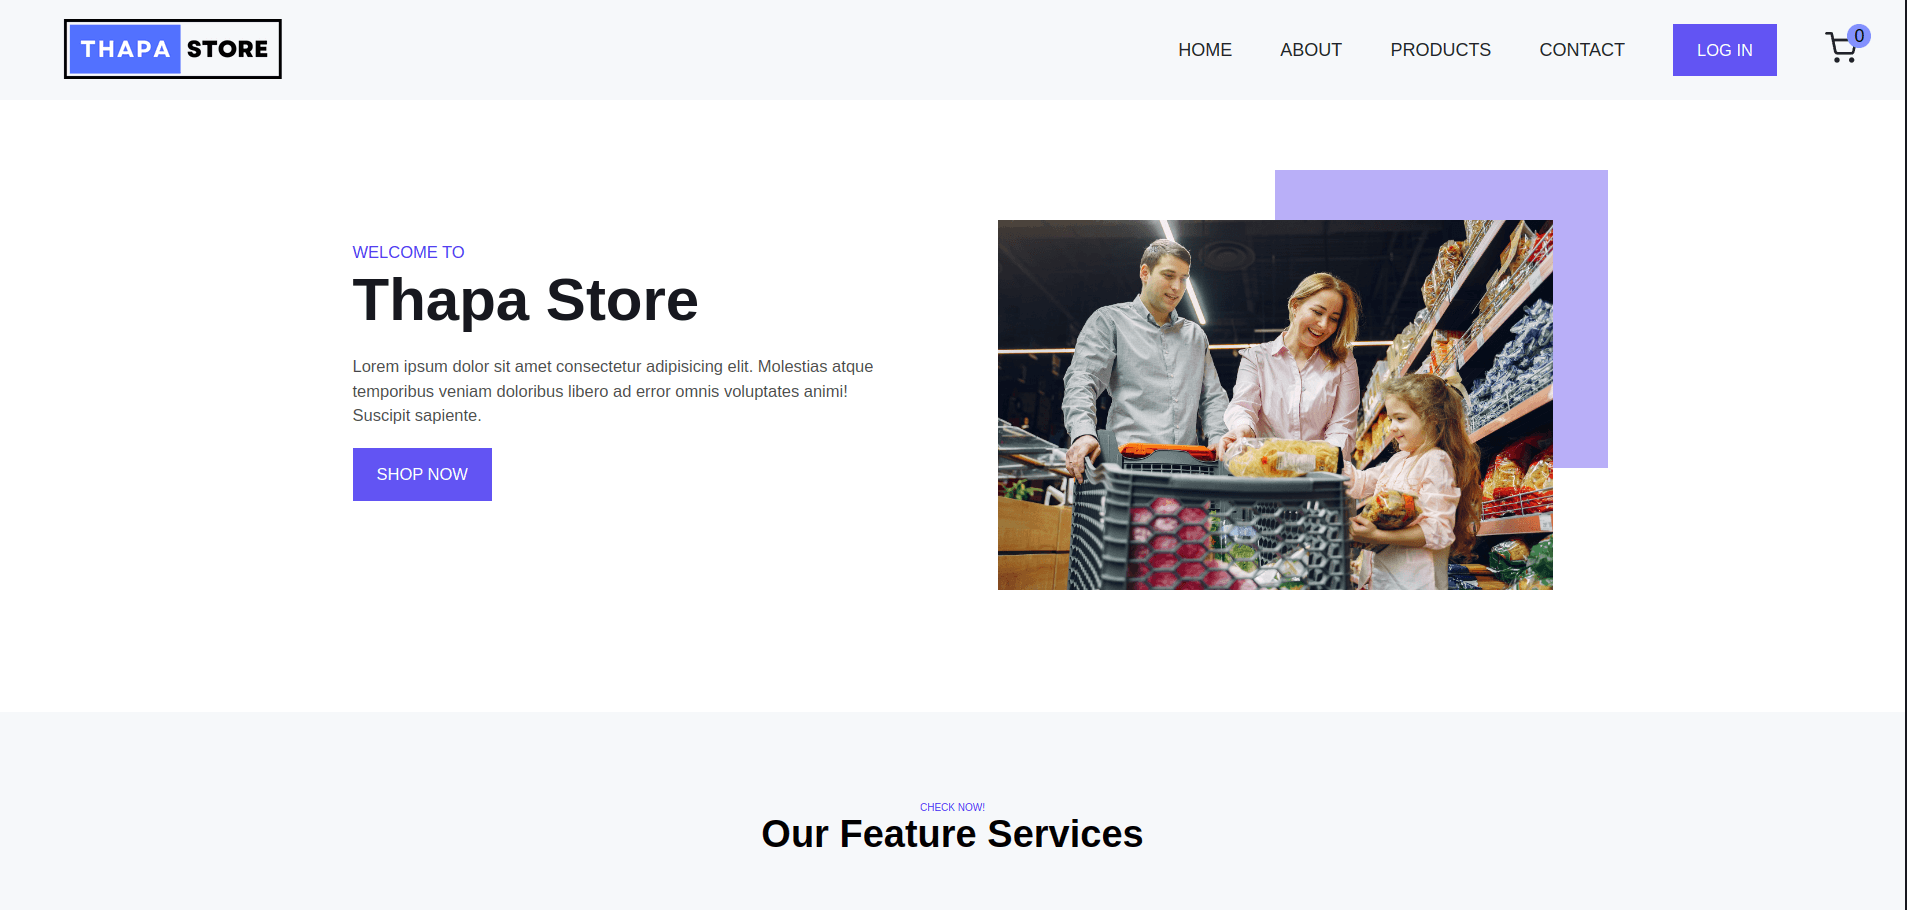 THAPA STORE
HOME
ABOUT
PRODUCTS
CONTACT
LOG IN
0
WELCOME TO
Thapa Store
Lorem ipsum dolor sit amet consectetur adipisicing elit. Molestias atque
temporibus veniam doloribus libero ad error omnis voluptates animi!
Suscipit sapiente.
SHOP NOW
CHECK NOW!
Our Feature Services